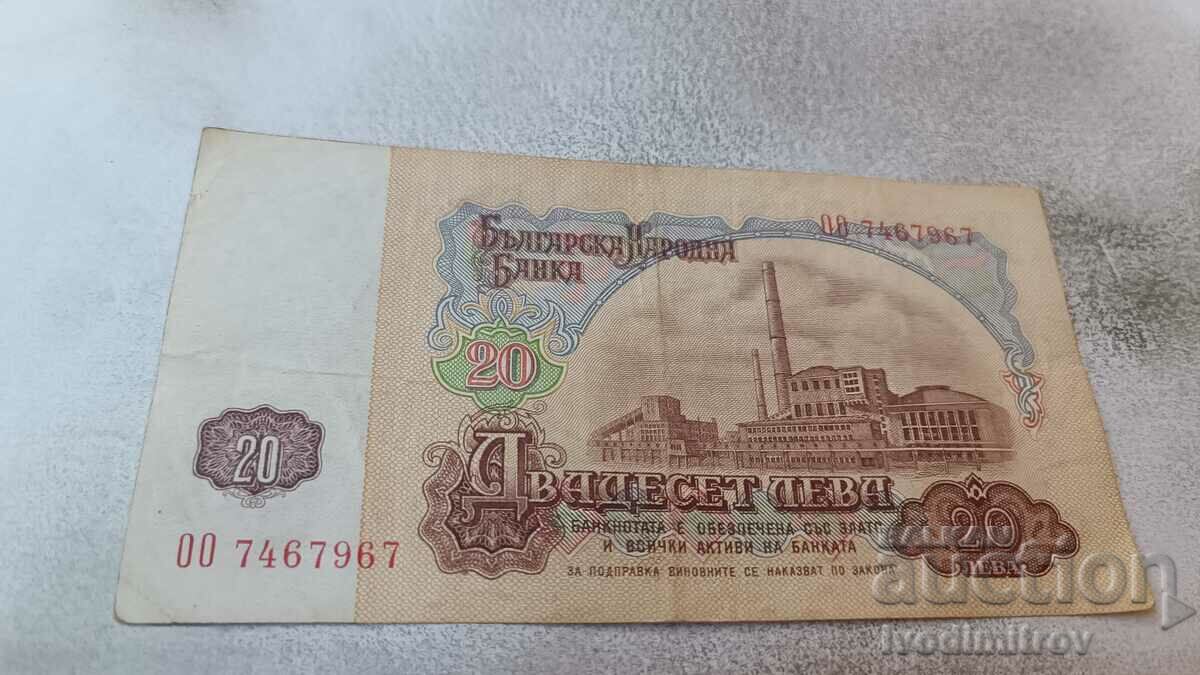 Българска Народна
Банка
ОО 7467967
20
20
Двадесет лева
БАНКНОТАТА Е ОБЕЗПЕЧЕНА СЪС ЗЛАТО
И ВСИЧКИ АКТИВИ НА БАНКАТА
20
ЛЕВА
ОО 7467967
ЗА ПОДПРАВКА ВИНОВНИТЕ СЕ НАКАЗВАТ ПО ЗАКОНА
auction
ivodimitrov